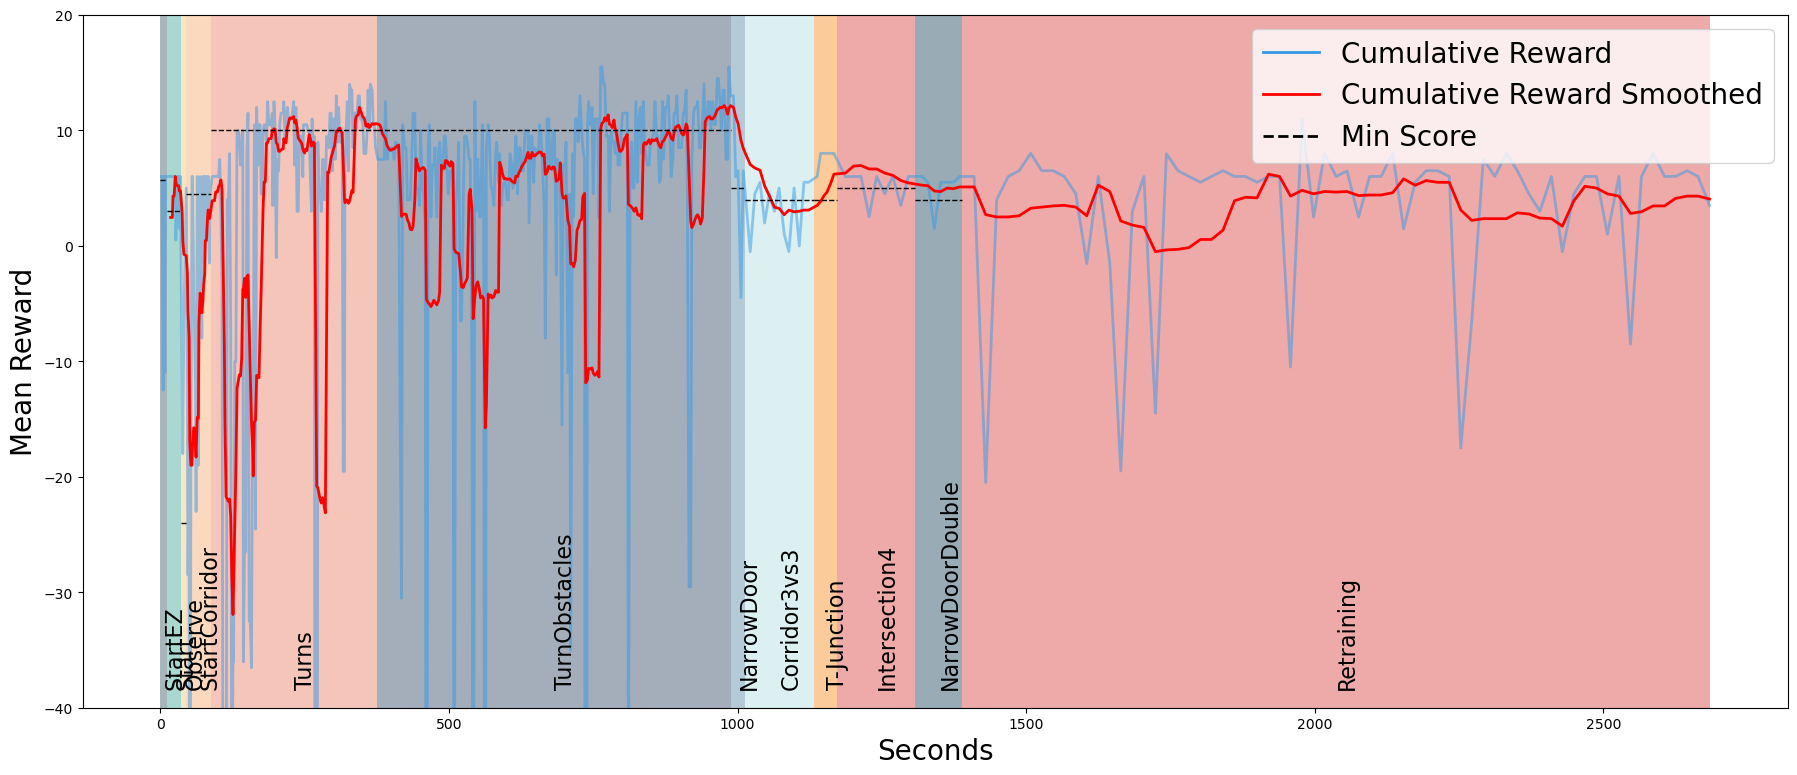 Cumulative Reward
Cumulative Reward Smoothed
Min Score
Mean Reward
20
10
0
−10
−20
−30
−40
StartEZ
Start
Observe
StartCorridor
Turns
TurnObstacles
NarrowDoor
Corridor3vs3
T-Junction
Intersection4
NarrowDoorDouble
Retraining
0
500
1000
1500
2000
2500
Seconds